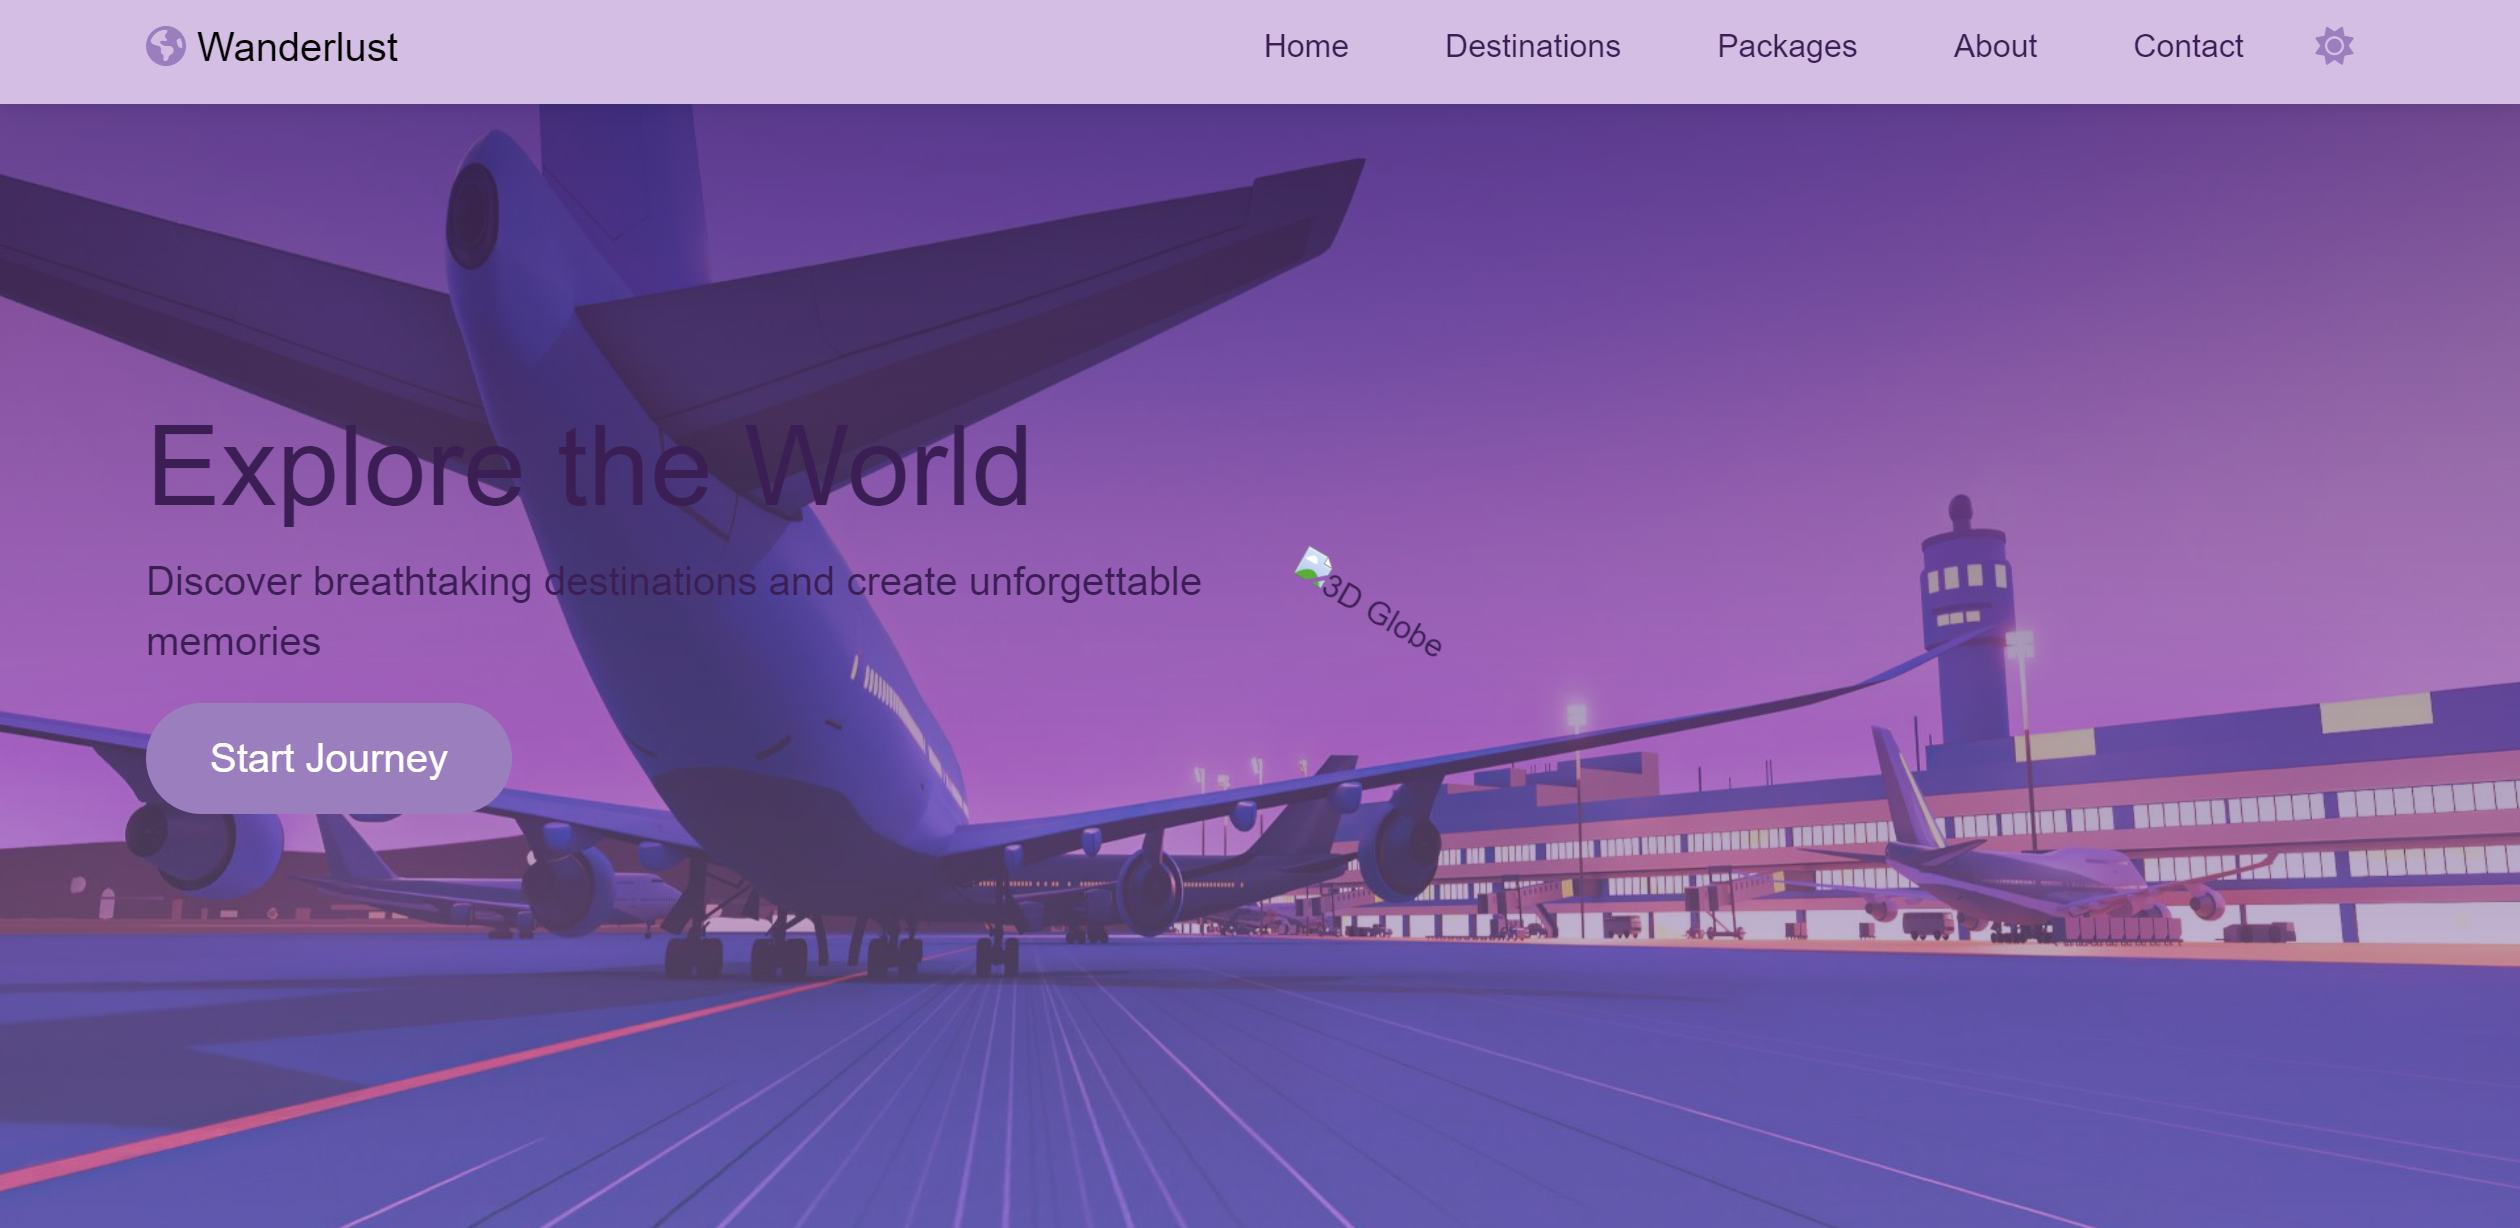 Wanderlust
Home
Destinations
Packages
About
Contact
Explore the World
Discover breathtaking destinations and create unforgettable
memories
3D Globe
Start Journey